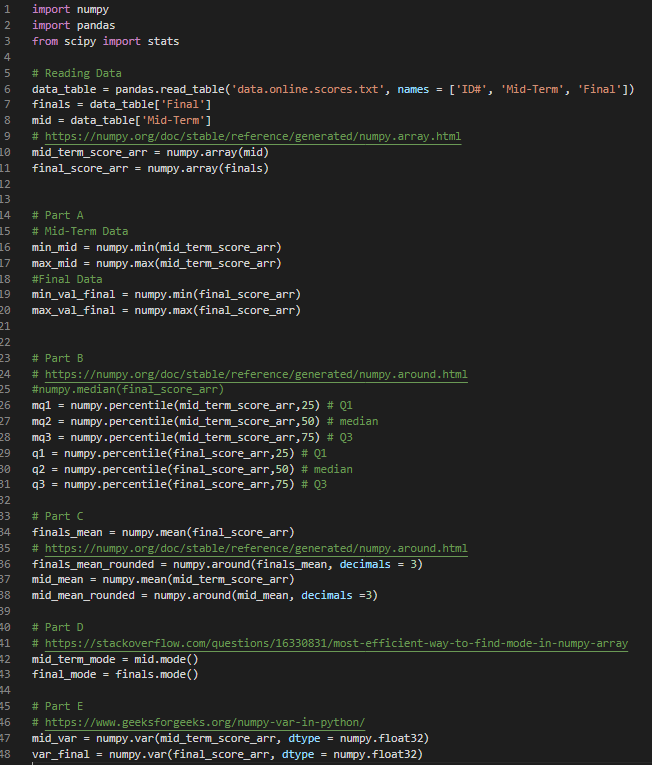 1 import numpy
2 import pandas
3 from scipy import stats
4
5 # Reading Data
6 data_table = pandas.read_table('data.online.scores.txt', names = ['ID#', 'Mid-Term', 'Final'])
7 finals = data_table['Final']
8 mid = data_table['Mid-Term']
9 # https://numpy.org/doc/stable/reference/generated/numpy.array.html
10 mid_term_score_arr = numpy.array(mid)
11 final_score_arr = numpy.array(finals)
12
13
14 # Part A
15 # Mid-Term Data
16 min_mid = numpy.min(mid_term_score_arr)
17 max_mid = numpy.max(mid_term_score_arr)
18 #Final Data
19 min_val_final = numpy.min(final_score_arr)
20 max_val_final = numpy.max(final_score_arr)
21
22
23 # Part B
24 # https://numpy.org/doc/stable/reference/generated/numpy.around.html
25 #numpy.median(final_score_arr)
26 mq1 = numpy.percentile(mid_term_score_arr,25) # Q1
27 mq2 = numpy.percentile(mid_term_score_arr,50) # median
28 mq3 = numpy.percentile(mid_term_score_arr,75) # Q3
29 q1 = numpy.percentile(final_score_arr,25) # Q1
30 q2 = numpy.percentile(final_score_arr,50) # median
31 q3 = numpy.percentile(final_score_arr,75) # Q3
32
33 # Part C
34 finals_mean = numpy.mean(final_score_arr)
35 # https://numpy.org/doc/stable/reference/generated/numpy.around.html
36 finals_mean_rounded = numpy.around(finals_mean, decimals = 3)
37 mid_mean = numpy.mean(mid_term_score_arr)
38 mid_mean_rounded = numpy.around(mid_mean, decimals =3)
39
40 # Part D
41 # https://stackoverflow.com/questions/16330831/most-efficient-way-to-find-mode-in-numpy-array
42 mid_term_mode = mid.mode()
43 final_mode = finals.mode()
44
45 # Part E
46 # https://www.geeksforgeeks.org/numpy-var-in-python/
47 mid_var = numpy.var(mid_term_score_arr, dtype = numpy.float32)
48 var_final = numpy.var(final_score_arr, dtype = numpy.float32)